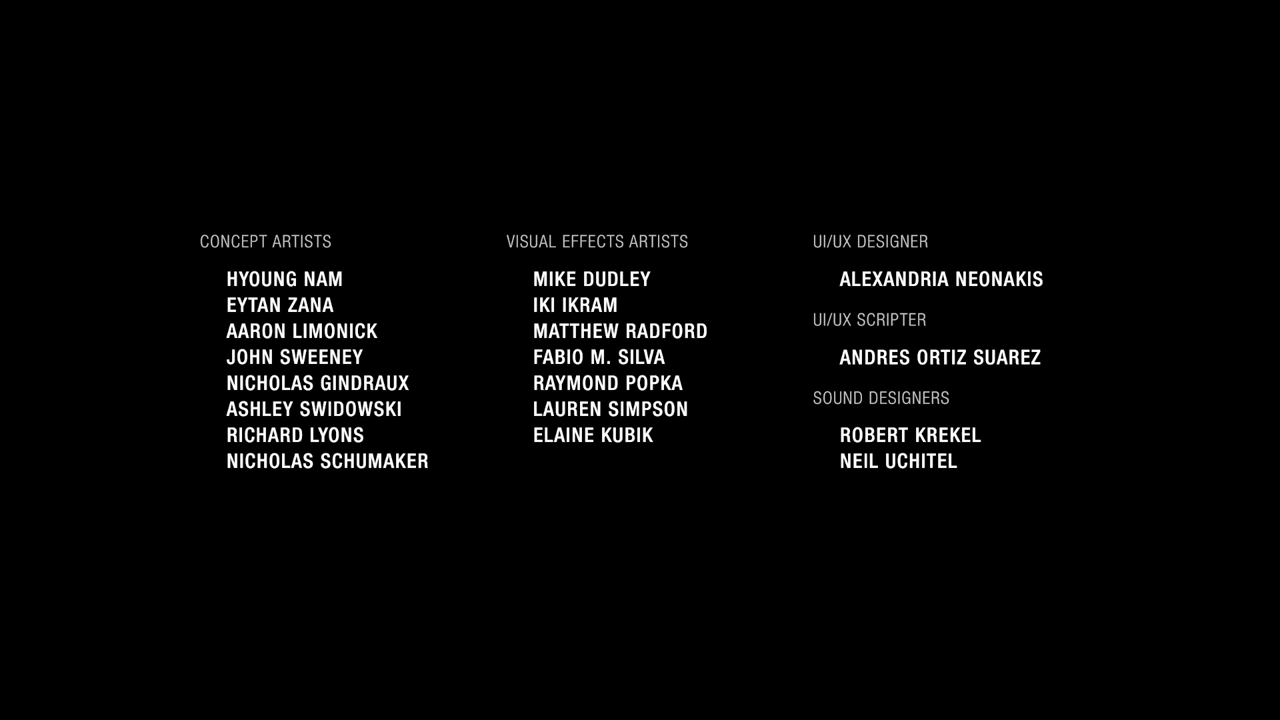 CONCEPT ARTISTS
HYOUNG NAM
EYTAN ZANA
AARON LIMONICK
JOHN SWEENEY
NICHOLAS GINDRAUX
ASHLEY SWIDOWSKI
RICHARD LYONS
NICHOLAS SCHUMAKER
VISUAL EFFECTS ARTISTS
MIKE DUDLEY
IKI IKRAM
MATTHEW RADFORD
FABIO M. SILVA
RAYMOND POPKA
LAUREN SIMPSON
ELAINE KUBIK
UI/UX DESIGNER
ALEXANDRIA NEONAKIS
UI/UX SCRIPTER
ANDRES ORTIZ SUAREZ
SOUND DESIGNERS
ROBERT KREKEL
NEIL UCHITEL